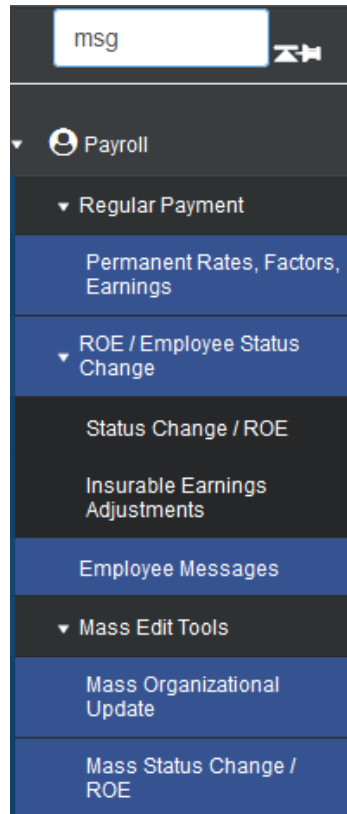 msg
Payroll
Regular Payment
Permanent Rates, Factors,
Earnings
ROE / Employee Status
Change
Status Change / ROE
Insurable Earnings
Adjustments
Employee Messages
Mass Edit Tools
Mass Organizational
Update
Mass Status Change /
ROE